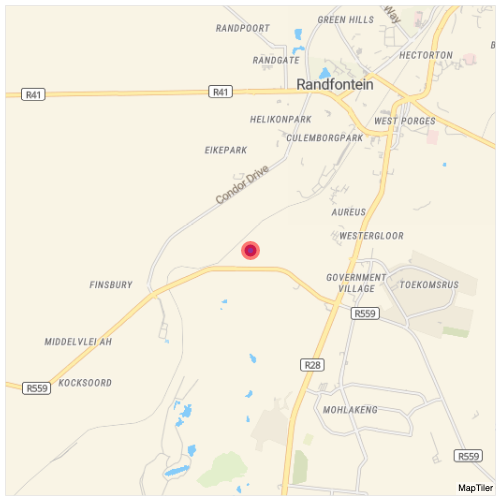 Way
GREEN HILLS
RANDPOORT
HECTORTON
B
RANDGATE
Randfontein
R41
R41
HELIKONPARK
WEST PORGES
CULEMBORGPARK
EIKEPARK
Condor Drive
AUREUS
WESTERGLOOR
FINSBURY
GOVERNMENT
VILLAGE
TOEKOMSRUS
R559
MIDDELVLEI AH
R28
KOCKSOORD
R559
MOHLAKENG
R559
MapTiler